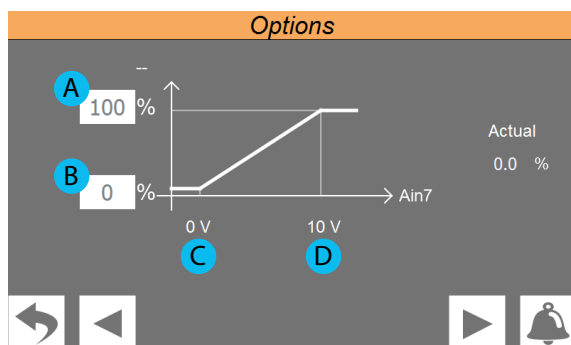 Options
--
A
100 %
Actual
B
0.0 %
0 %
Ain7
0 V
10 V
C
D